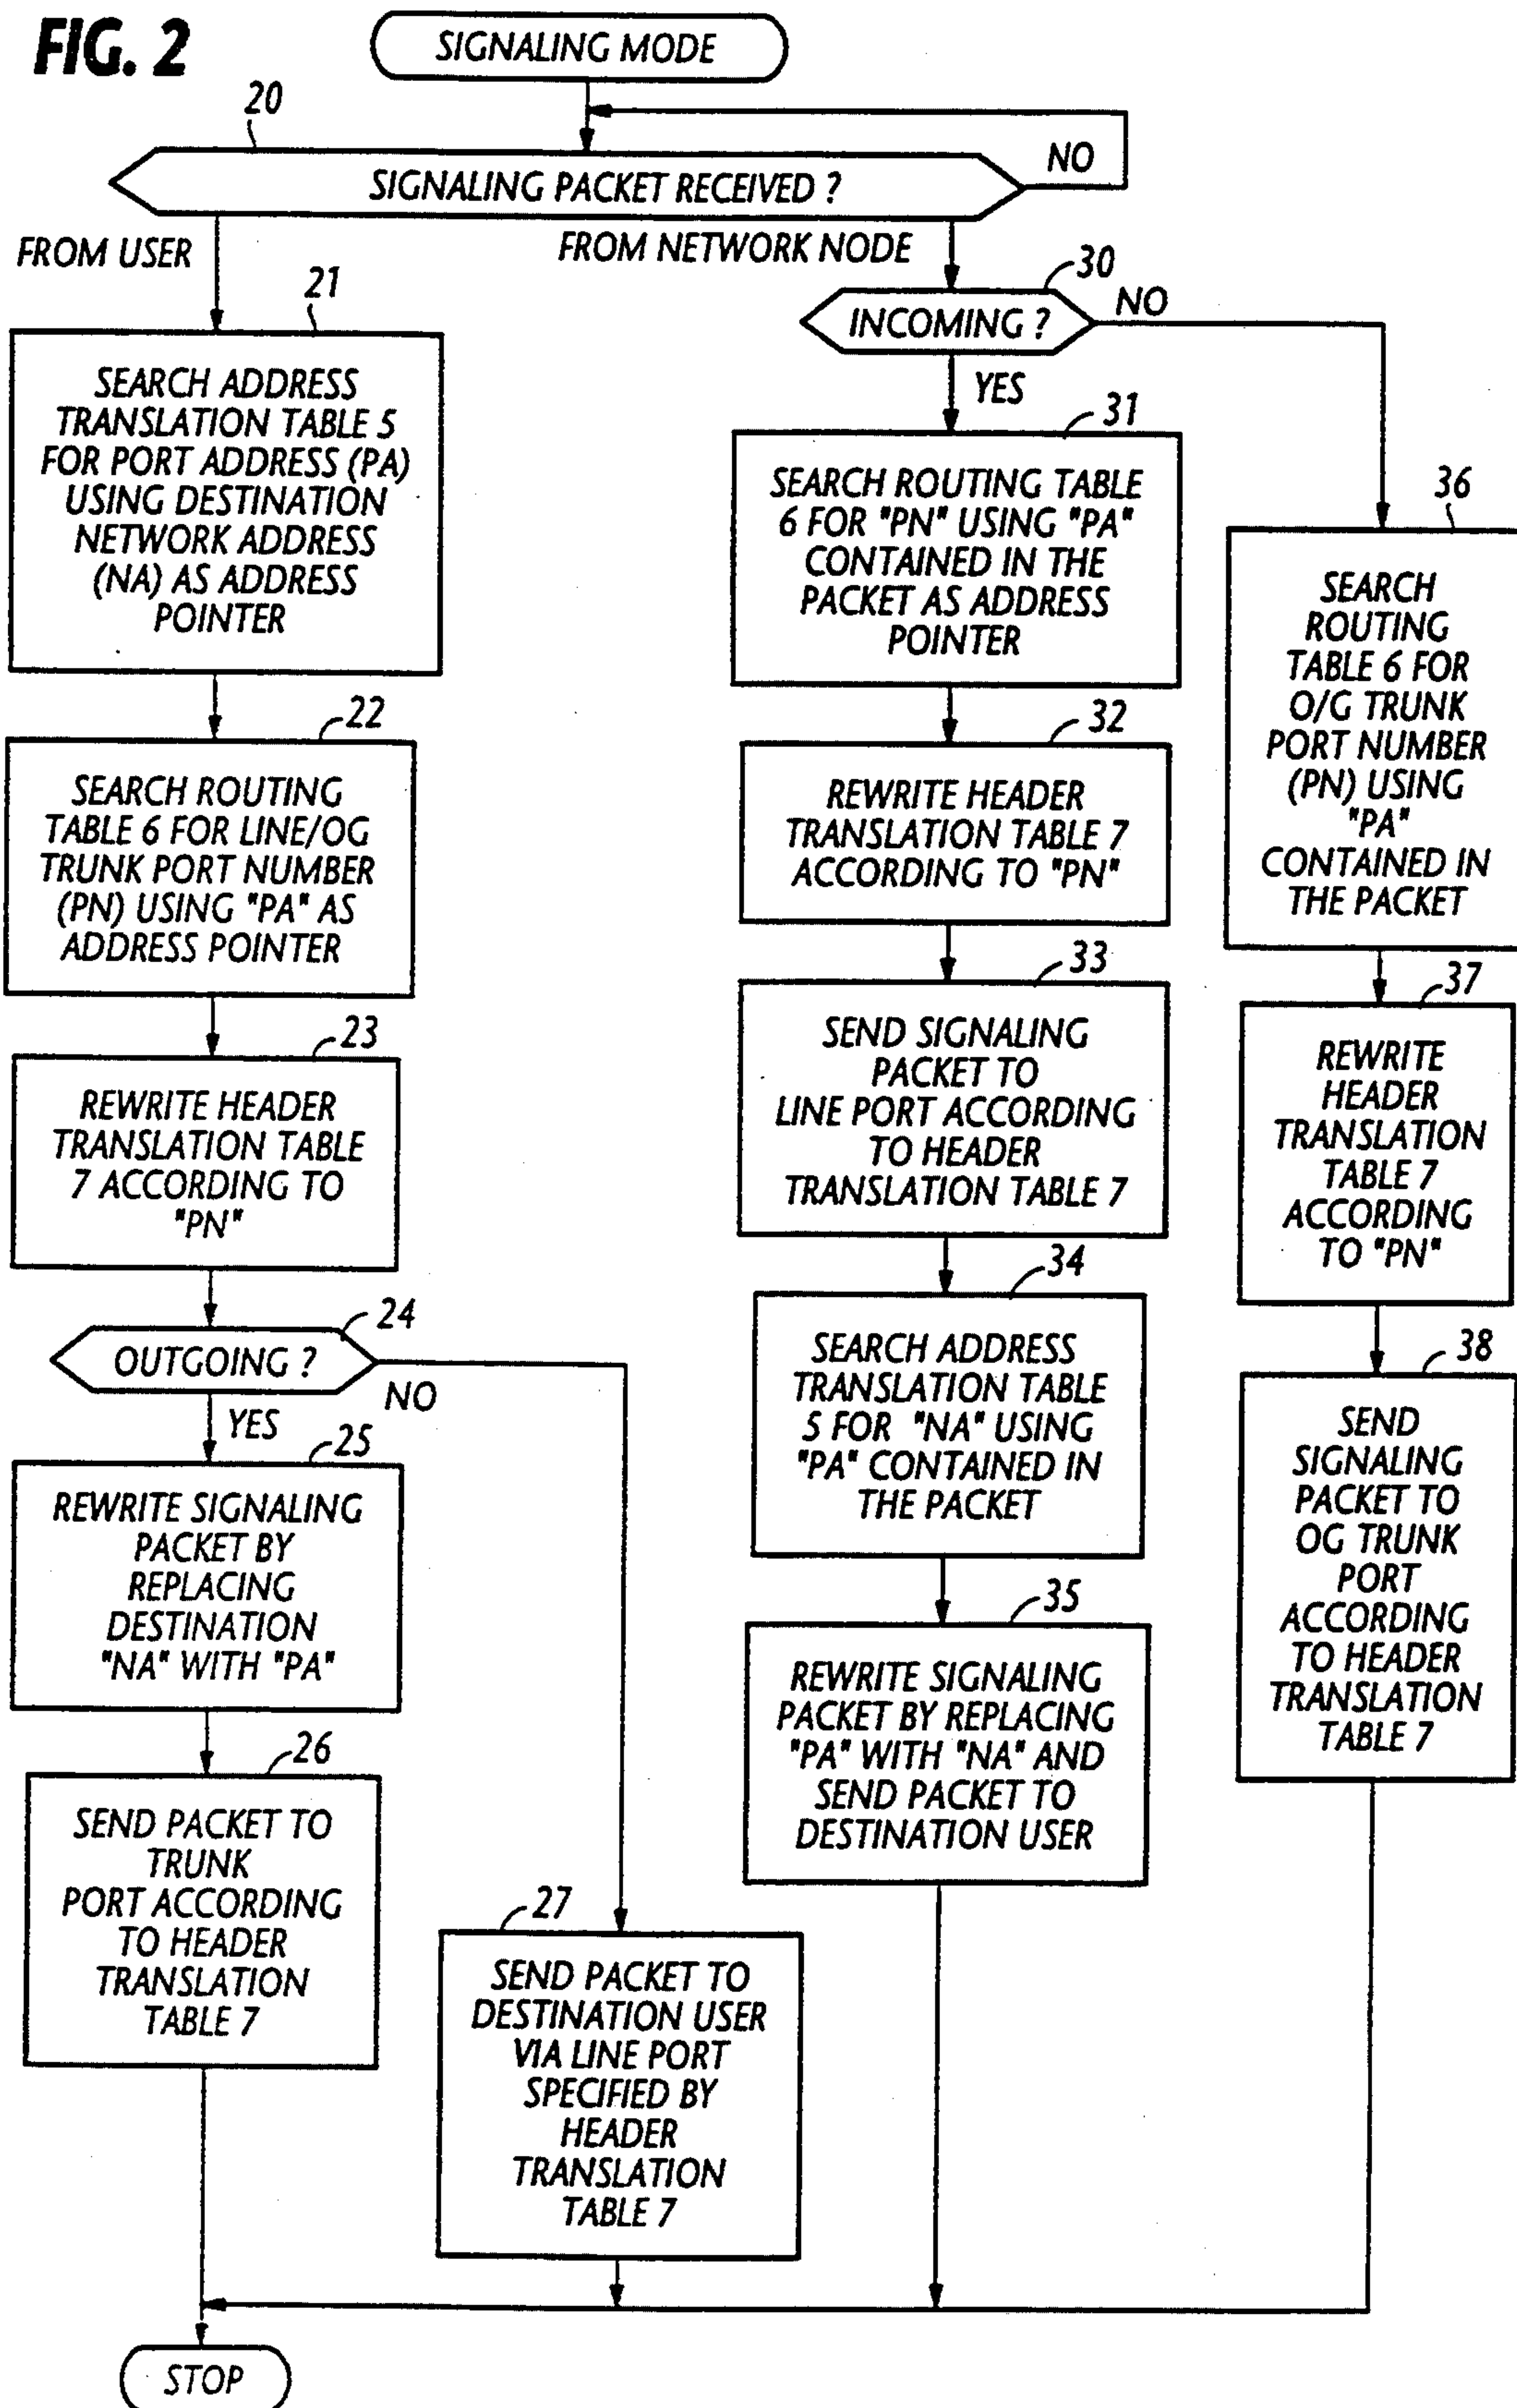 FIG. 2
SIGNALING MODE
20
SIGNALING PACKET RECEIVED ?
NO
FROM USER
FROM NETWORK NODE
21
SEARCH ADDRESS
TRANSLATION TABLE 5
FOR PORT ADDRESS (PA)
USING DESTINATION
NETWORK ADDRESS
(NA) AS ADDRESS
POINTER
22
SEARCH ROUTING
TABLE 6 FOR LINE/OG
TRUNK PORT NUMBER
(PN) USING "PA" AS
ADDRESS POINTER
23
REWRITE HEADER
TRANSLATION TABLE
7 ACCORDING TO
"PN"
24
OUTGOING ?
NO
YES
25
REWRITE SIGNALING
PACKET BY
REPLACING
DESTINATION
"NA" WITH "PA"
26
SEND PACKET TO
TRUNK
PORT ACCORDING
TO HEADER
TRANSLATION
TABLE 7
27
SEND PACKET TO
DESTINATION USER
VIA LINE PORT
SPECIFIED BY
HEADER
TRANSLATION
TABLE 7
30
INCOMING ?
NO
YES
31
SEARCH ROUTING TABLE
6 FOR "PN" USING "PA"
CONTAINED IN THE
PACKET AS ADDRESS
POINTER
32
REWRITE HEADER
TRANSLATION TABLE 7
ACCORDING TO "PN"
33
SEND SIGNALING
PACKET TO
LINE PORT ACCORDING
TO HEADER
TRANSLATION TABLE 7
34
SEARCH ADDRESS
TRANSLATION TABLE
5 FOR "NA" USING
"PA" CONTAINED IN
THE PACKET
35
REWRITE SIGNALING
PACKET BY REPLACING
"PA" WITH "NA" AND
SEND PACKET TO
DESTINATION USER
36
SEARCH
ROUTING
TABLE 6 FOR
O/G TRUNK
PORT NUMBER
(PN) USING
"PA"
CONTAINED IN
THE PACKET
37
REWRITE
HEADER
TRANSLATION
TABLE 7
ACCORDING
TO "PN"
38
SEND
SIGNALING
PACKET TO
OG TRUNK
PORT
ACCORDING
TO HEADER
TRANSLATION
TABLE 7
STOP